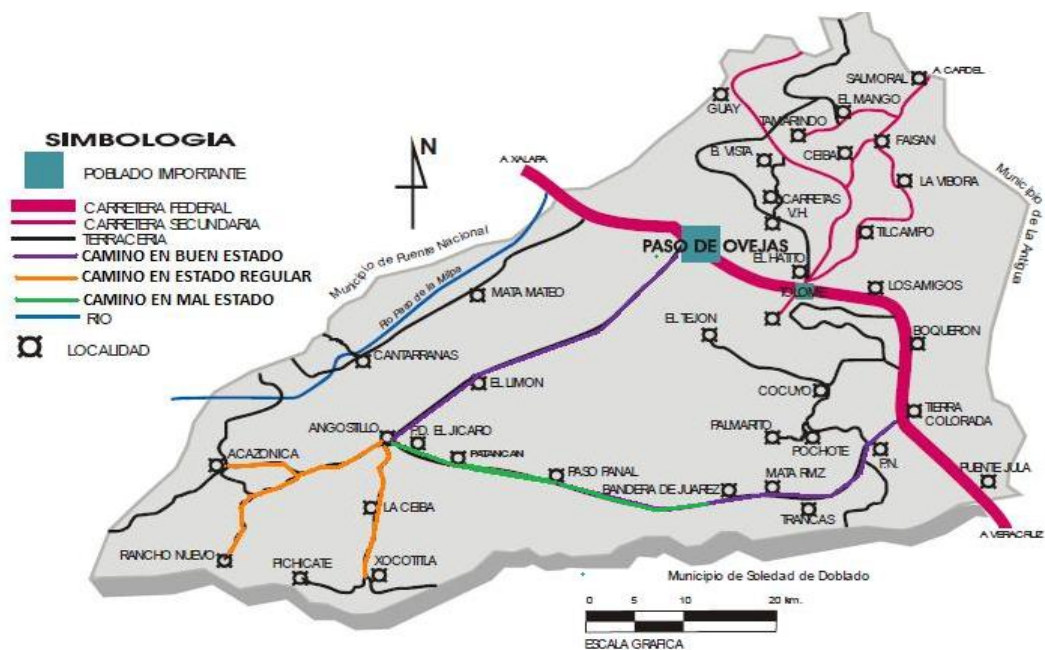 SIMBOLOGÍA
POBLADO IMPORTANTE
CARRETERA FEDERAL
CARRETERA SECUNDARIA
TERRACERIA
CAMINO EN BUEN ESTADO
CAMINO EN ESTADO REGULAR
CAMINO EN MAL ESTADO
RIO
LOCALIDAD
N
A. XALAPA
A. CARDEL
SALMORAL
GUAY
EL MANGO
TAMARINDO
FAISAN
B. VISTA
CEIBA
LA VIBORA
Municipio de la Antigua
CARRETAS
V.H.
TILCAMPO
PASO DE OVEJAS
EL HATITO
Municipio de Puente Nacional
Rio Paso de la Milpa
TOLOME
LOS AMIGOS
MATA MATEO
EL TEJON
BOQUERON
CANTARRANAS
EL LIMON
COCUYO
TIERRA
COLORADA
ANGOSTILLO
P.D. EL JICARO
PALMARITO
POCHOTE
ACAZONICA
PATANCAN
P.N.
PASO PANAL
MATA RMZ
PUENTE JULA
BANDERA DE JUAREZ
LA CEIBA
TRANCAS
A. VERACRUZ
RANCHO NUEVO
PICHICATE
XOCOTITLA
Municipio de Soledad de Doblado
0 5 10 20 km.
ESCALA GRAFICA